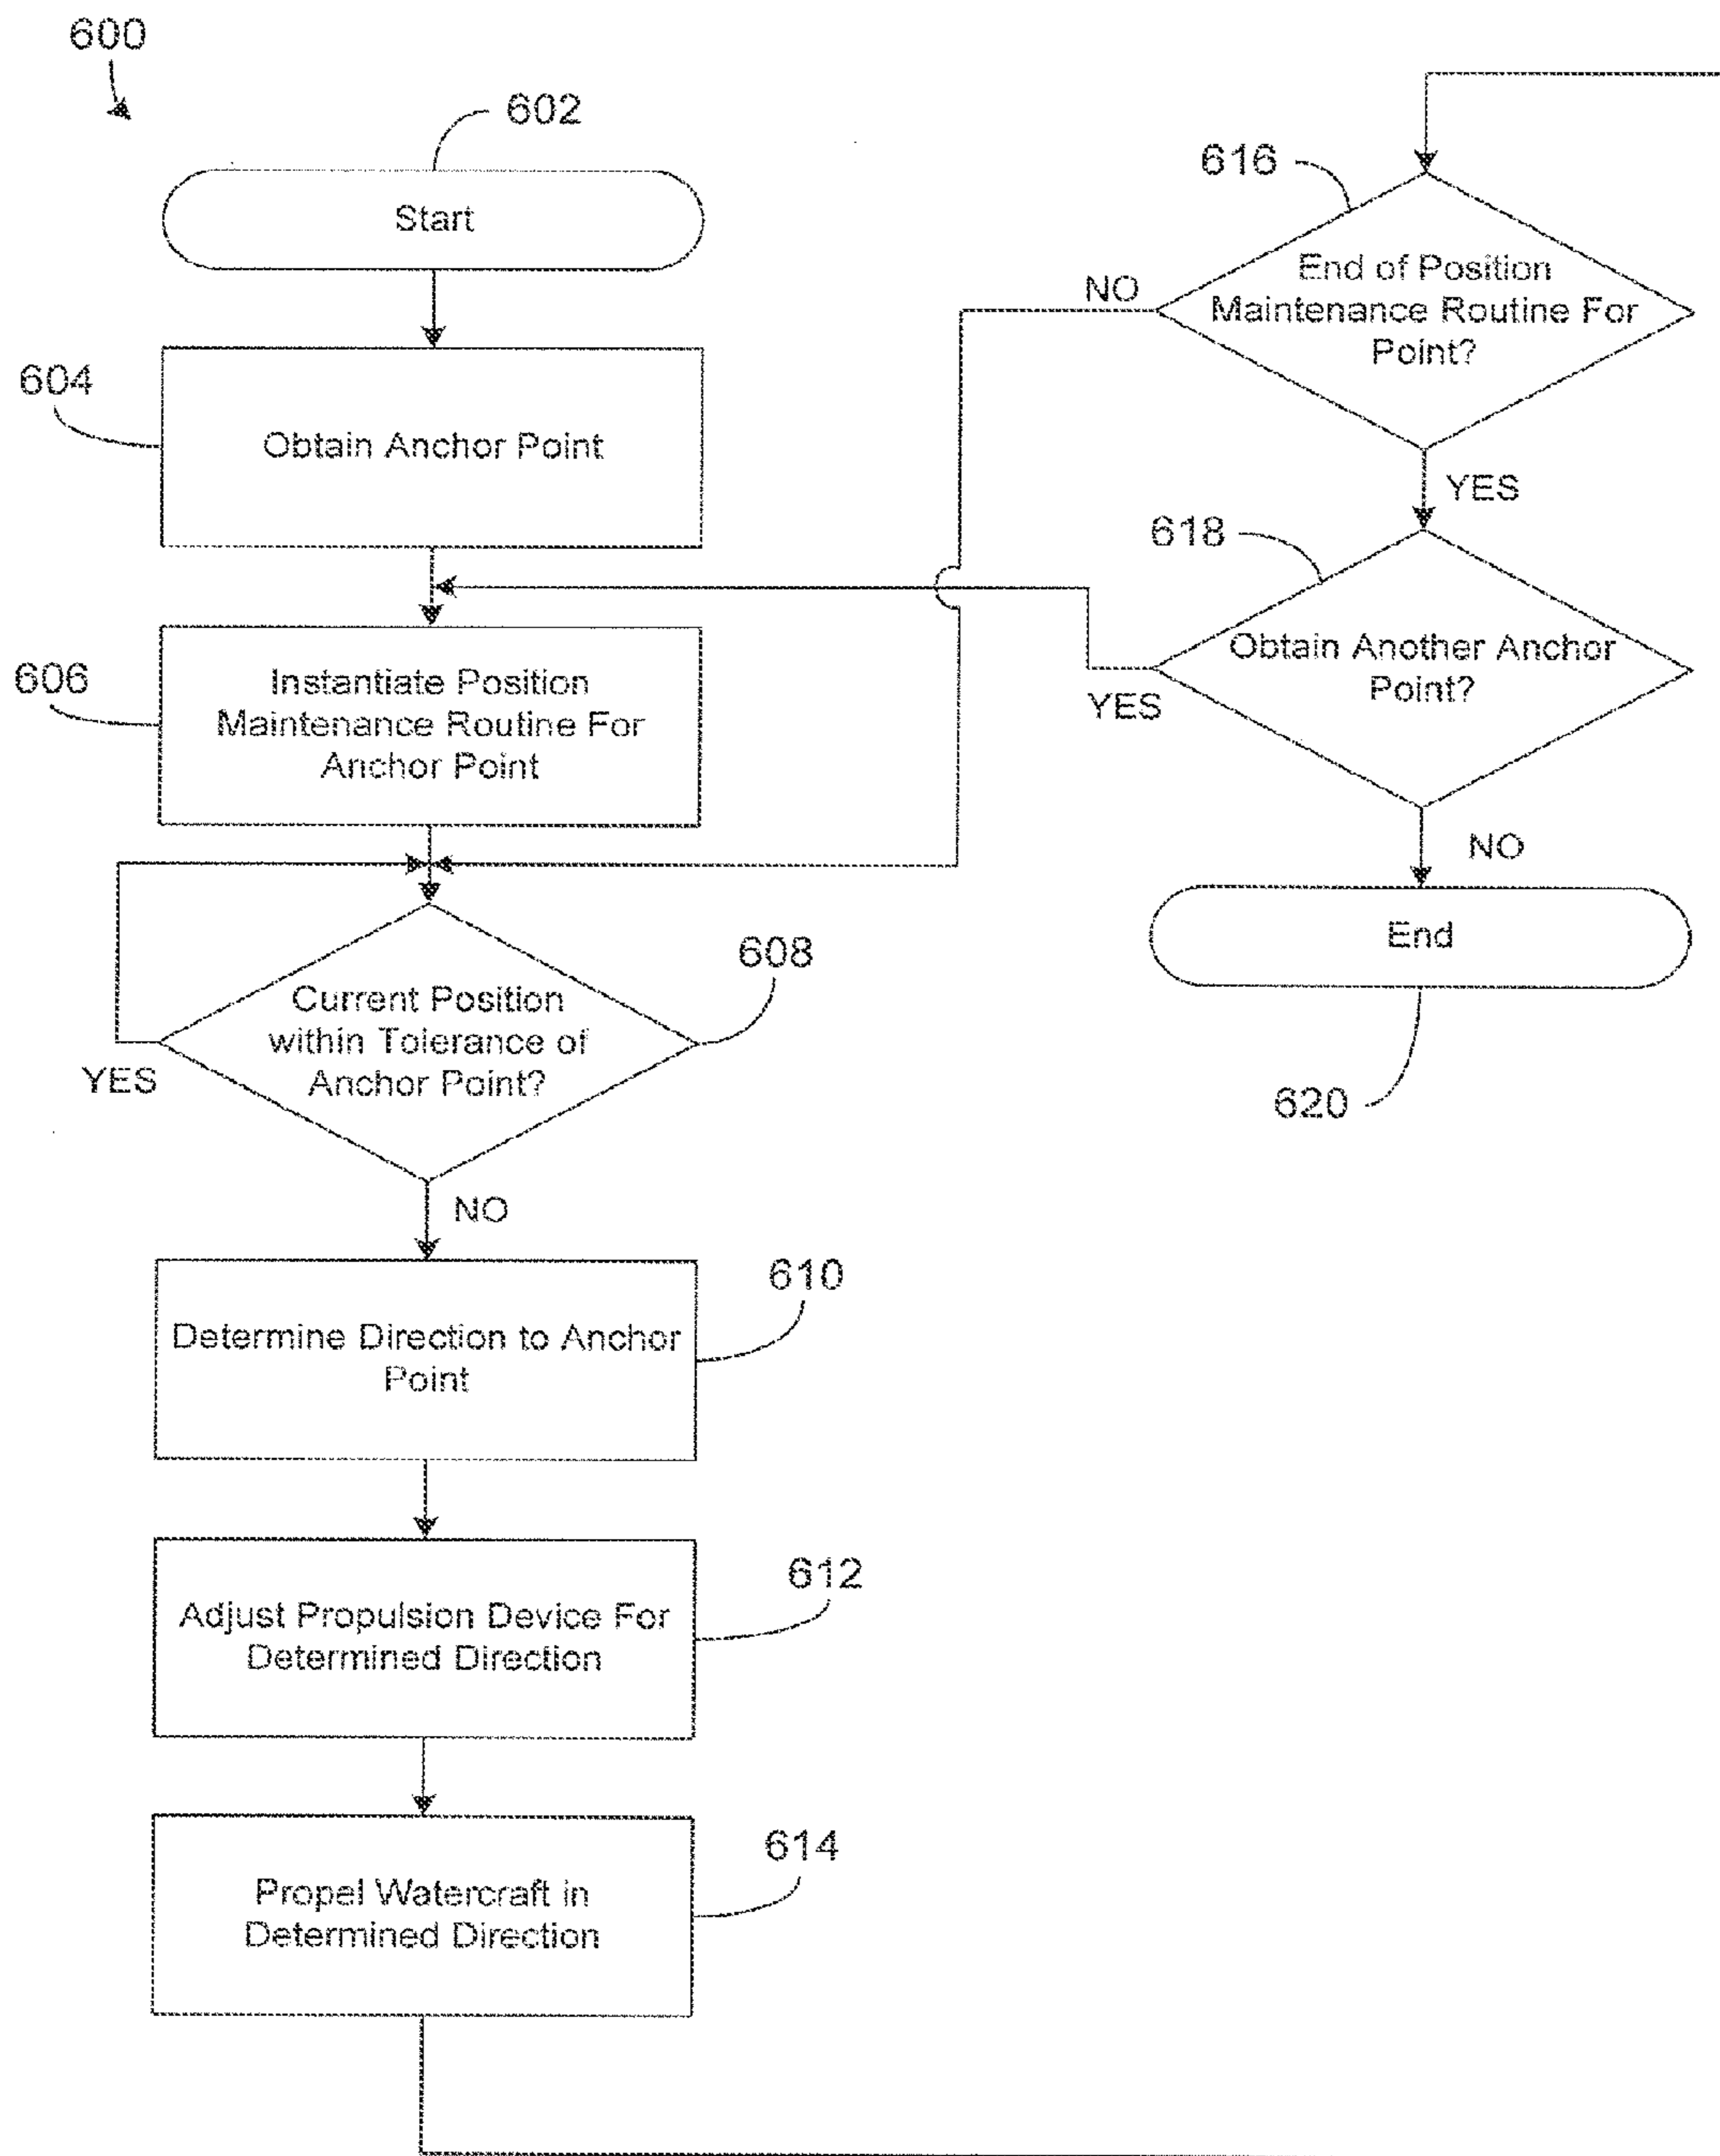 600
602
Start
604
Obtain Anchor Point
606
Instantiate Position
Maintenance Routine For
Anchor Point
608
Current Position
within Tolerance of
Anchor Point?
YES
NO
610
Determine Direction to Anchor
Point
612
Adjust Propulsion Device For
Determined Direction
614
Propel Watercraft in
Determined Direction
616
End of Position
Maintenance Routine For
Point?
NO
YES
618
Obtain Another Anchor
Point?
YES
NO
End
620